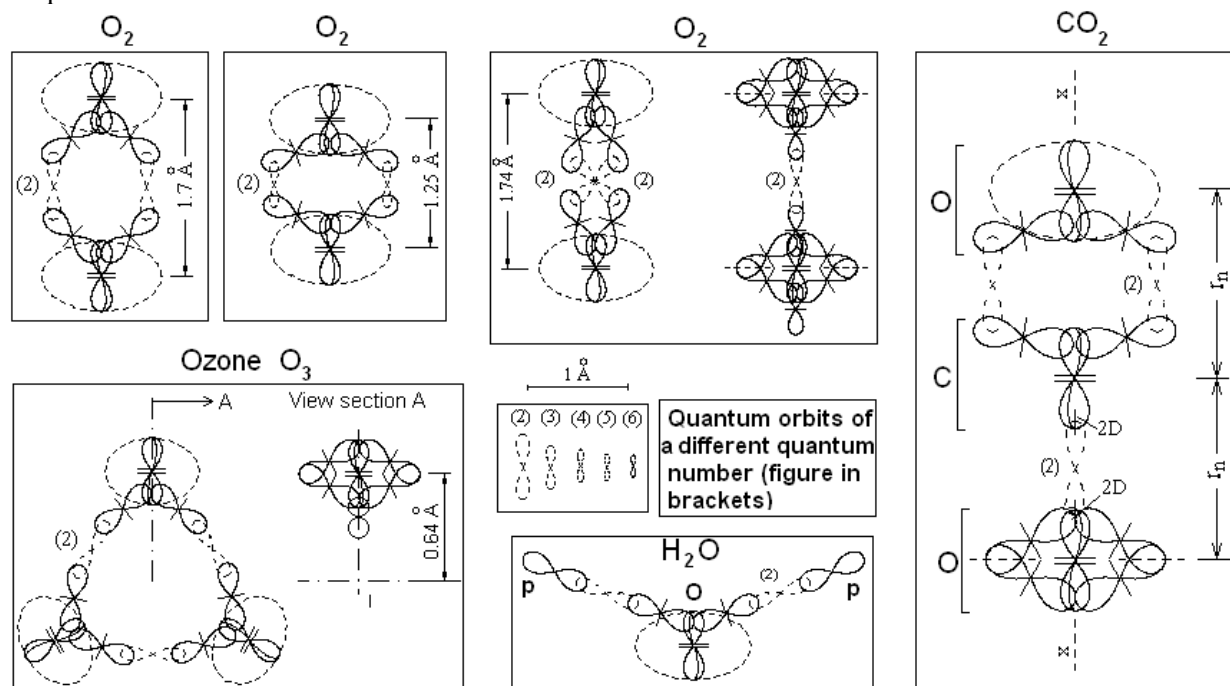 O2
O2
O2
CO2
(2)
1.7 Å
(2)
1.25 Å
1.74 Å
(2)
(2)
(2)
z
O
(2)
rn
C
2D
(2)
rn
2D
O
z
Ozone O3
A
View section A
(2)
0.64 Å
1 Å
(2) (3) (4) (5) (6)
Quantum orbits of
a different quantum
number (figure in
brackets)
H2O
p
O
(2)
p